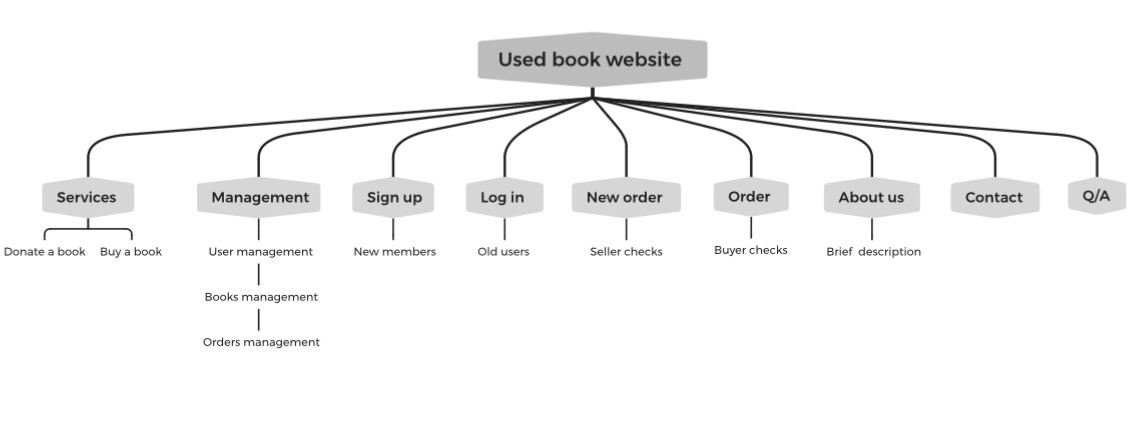 Used book website
Services
Management
Sign up
Log in
New order
Order
About us
Contact
Q/A
Donate a book
Buy a book
User management
New members
Old users
Seller checks
Buyer checks
Brief description
Books management
Orders management